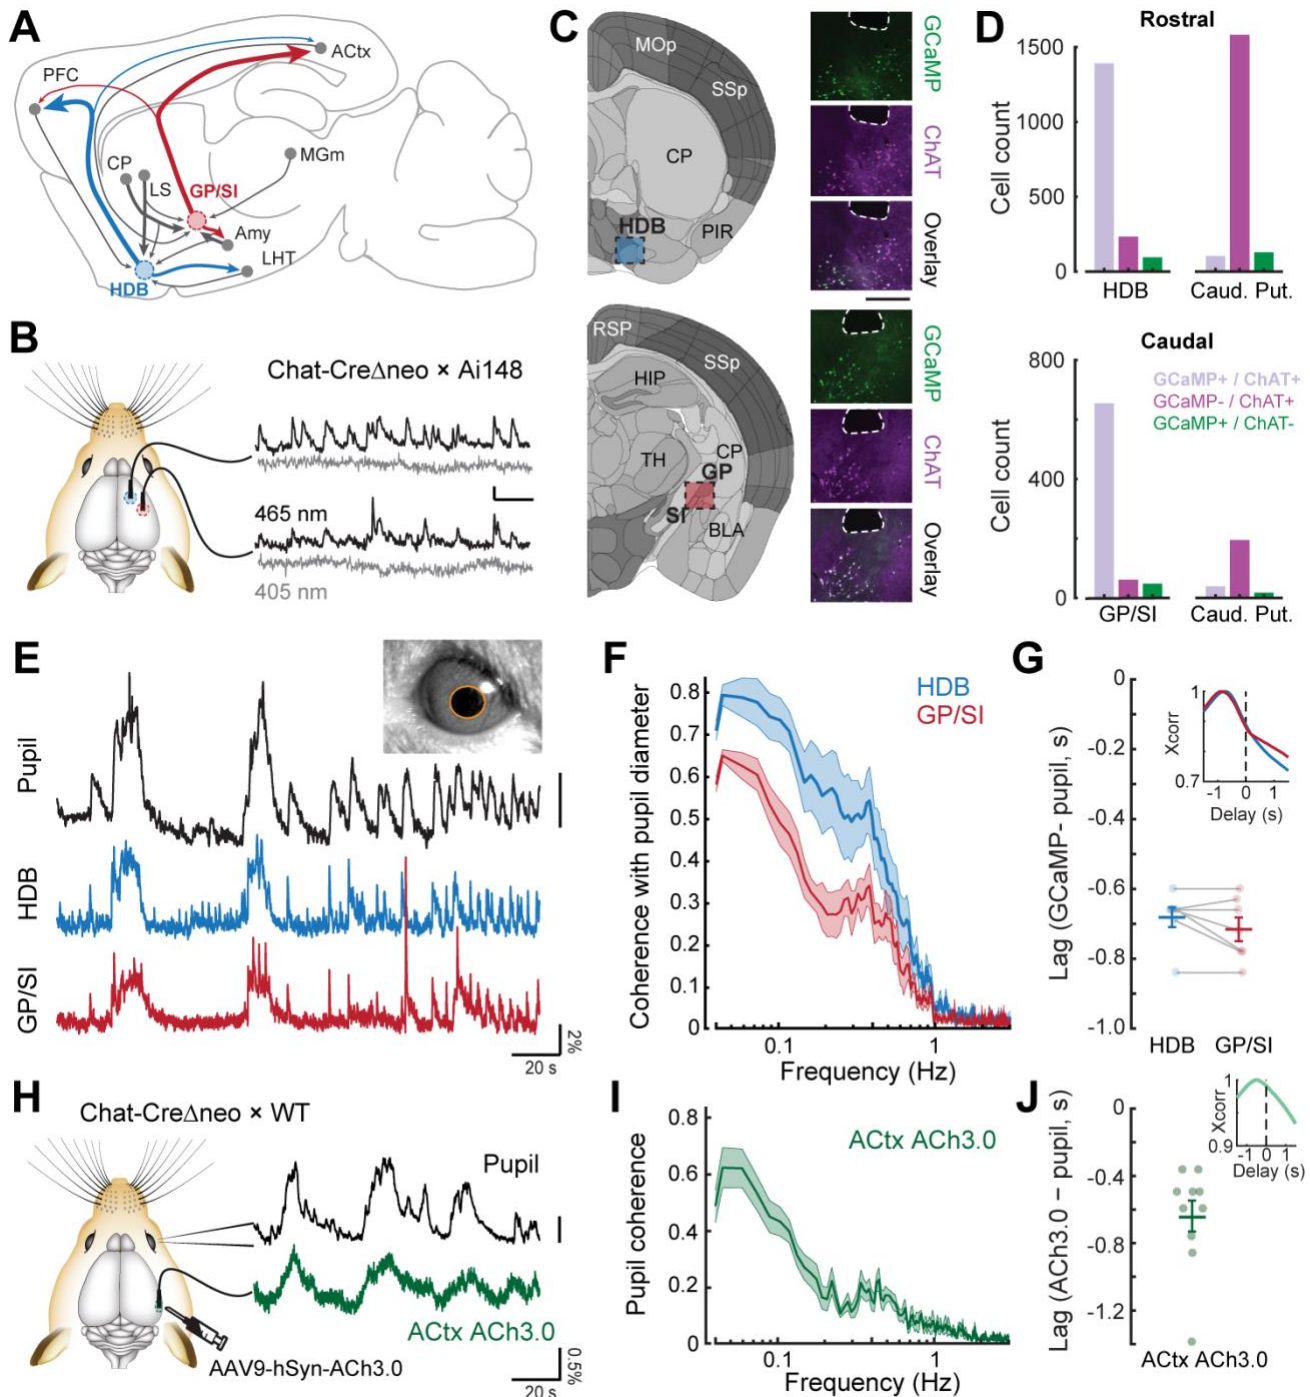 A
ACtx
PFC
CP
LS
GP/SI
MGm
Amy
LHT
HDB
B
Chat-CreΔneo × Ai148
465 nm
405 nm
C
MOp
SSp
CP
HDB
PIR
GCaMP
ChAT
Overlay
RSP
SSp
HIP
TH
CP
GP
SI
BLA
GCaMP
ChAT
Overlay
D
Rostral
1500
1000
500
0
Cell count
HDB
Caud. Put.
Caudal
800
400
0
Cell count
GCaMP+ / ChAT+
GCaMP- / ChAT+
GCaMP+ / ChAT-
GP/SI
Caud. Put.
E
Pupil
HDB
GP/SI
2%
20 s
F
HDB
GP/SI
Coherence with pupil diameter
0.8
0.7
0.6
0.5
0.4
0.3
0.2
0.1
0
0.1
1
Frequency (Hz)
G
Lag (GCaMP- pupil, s)
0
-0.2
-0.4
-0.6
-0.8
-1.0
HDB
GP/SI
Xcorr
1
0.7
-1
0
1
Delay (s)
H
Chat-CreΔneo × WT
Pupil
ACtx ACh3.0
AAV9-hSyn-ACh3.0
0.5%
20 s
I
ACtx ACh3.0
Pupil coherence
0.8
0.6
0.4
0.2
0
0.1
1
Frequency (Hz)
J
Lag (ACh3.0 – pupil, s)
0
-0.4
-0.8
-1.2
ACtx ACh3.0
Xcorr
1
0.9
-1
0
1
Delay (s)